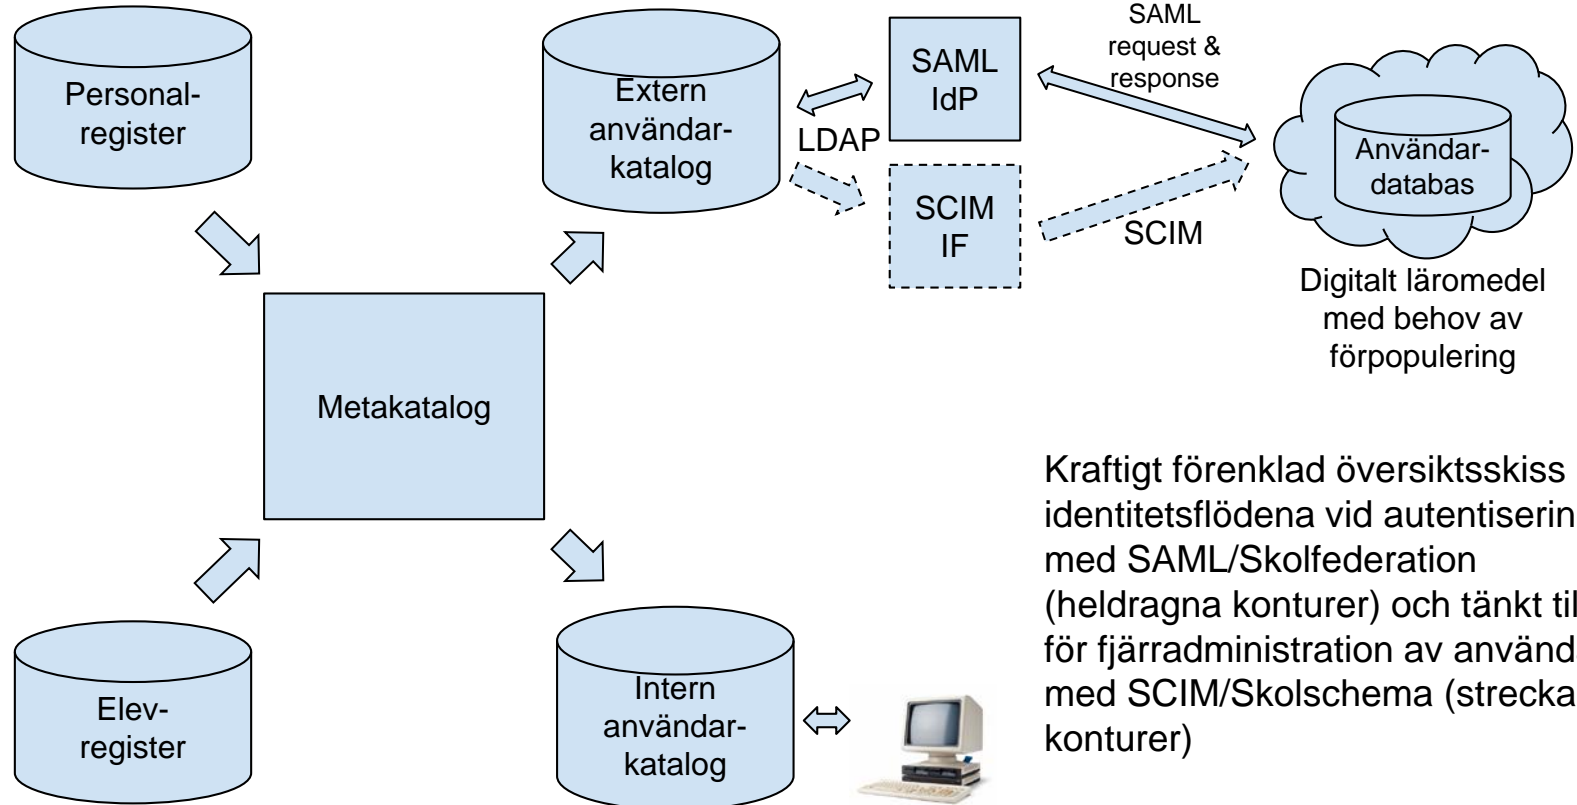 Personal-
register
Extern
användar-
katalog
LDAP
SAML
IdP
SCIM
IF
SAML
request &
response
SCIM
Användar-
databas
Digitalt läromedel
med behov av
förpopulering
Metakatalog
Elev-
register
Intern
användar-
katalog
Kraftigt förenklad översiktsskiss
identitetsflödena vid autentiserin
med SAML/Skolfederation
(heldragna konturer) och tänkt til
för fjärradministration av använd
med SCIM/Skolschema (strecka
konturer)